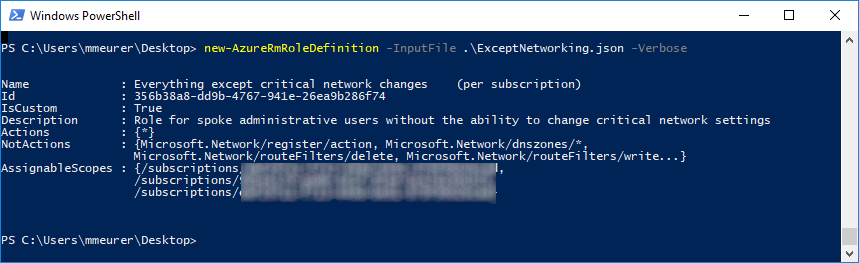 Windows PowerShell
PS C:\Users\mmeurer\Desktop> new-AzureRmRoleDefinition -InputFile .\ExceptNetworking.json -Verbose
Name              : Everything except critical network changes    (per subscription)
Id                : 356b38a8-dd9b-4767-941e-26ea9b286f74
IsCustom          : True
Description       : Role for spoke administrative users without the ability to change critical network settings
Actions           : {*}
NotActions        : {Microsoft.Network/register/action, Microsoft.Network/dnszones/*,
                    Microsoft.Network/routeFilters/delete, Microsoft.Network/routeFilters/write...}
AssignableScopes : {/subscriptions/
                    /subscriptions/
                    /subscriptions/
PS C:\Users\mmeurer\Desktop>